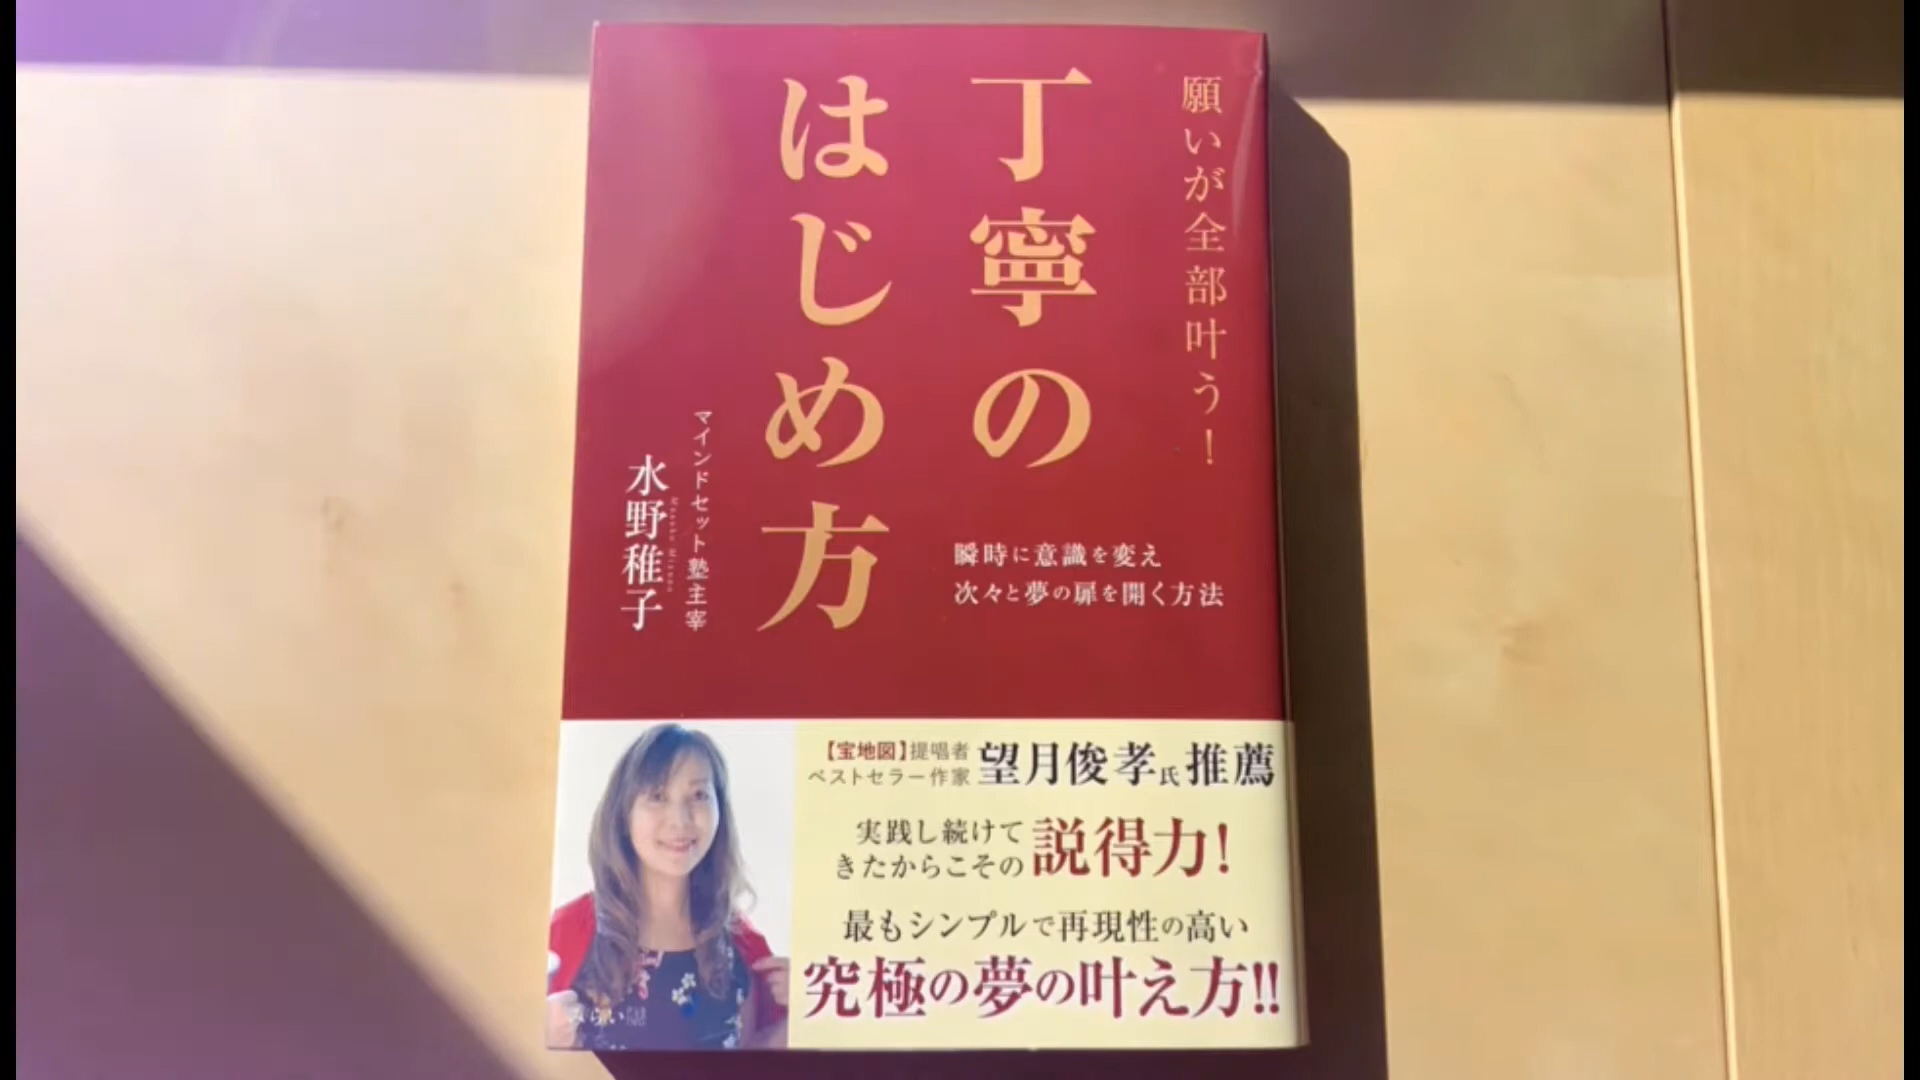 願いが全部叶う!
丁寧の
はじめ方
瞬時に意識を変え
次々と夢の扉を開く方法
マインドセット塾主宰
水野稚子
【宝地図】提唱者
ベストセラー作家
望月俊孝氏推薦
実践し続けて
きたからこその
説得力!
最もシンプルで再現性の高い
究極の夢の叶え方!!
みらい